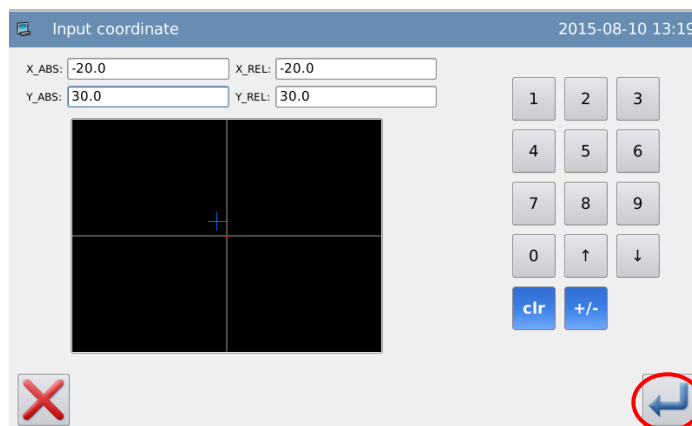 Input coordinate 2015-08-10 13:19
X_ABS: -20.0 X_REL: -20.0
Y_ABS: 30.0 Y_REL: 30.0
1 2 3
4 5 6
7 8 9
0 ↑ ↓
clr +/-